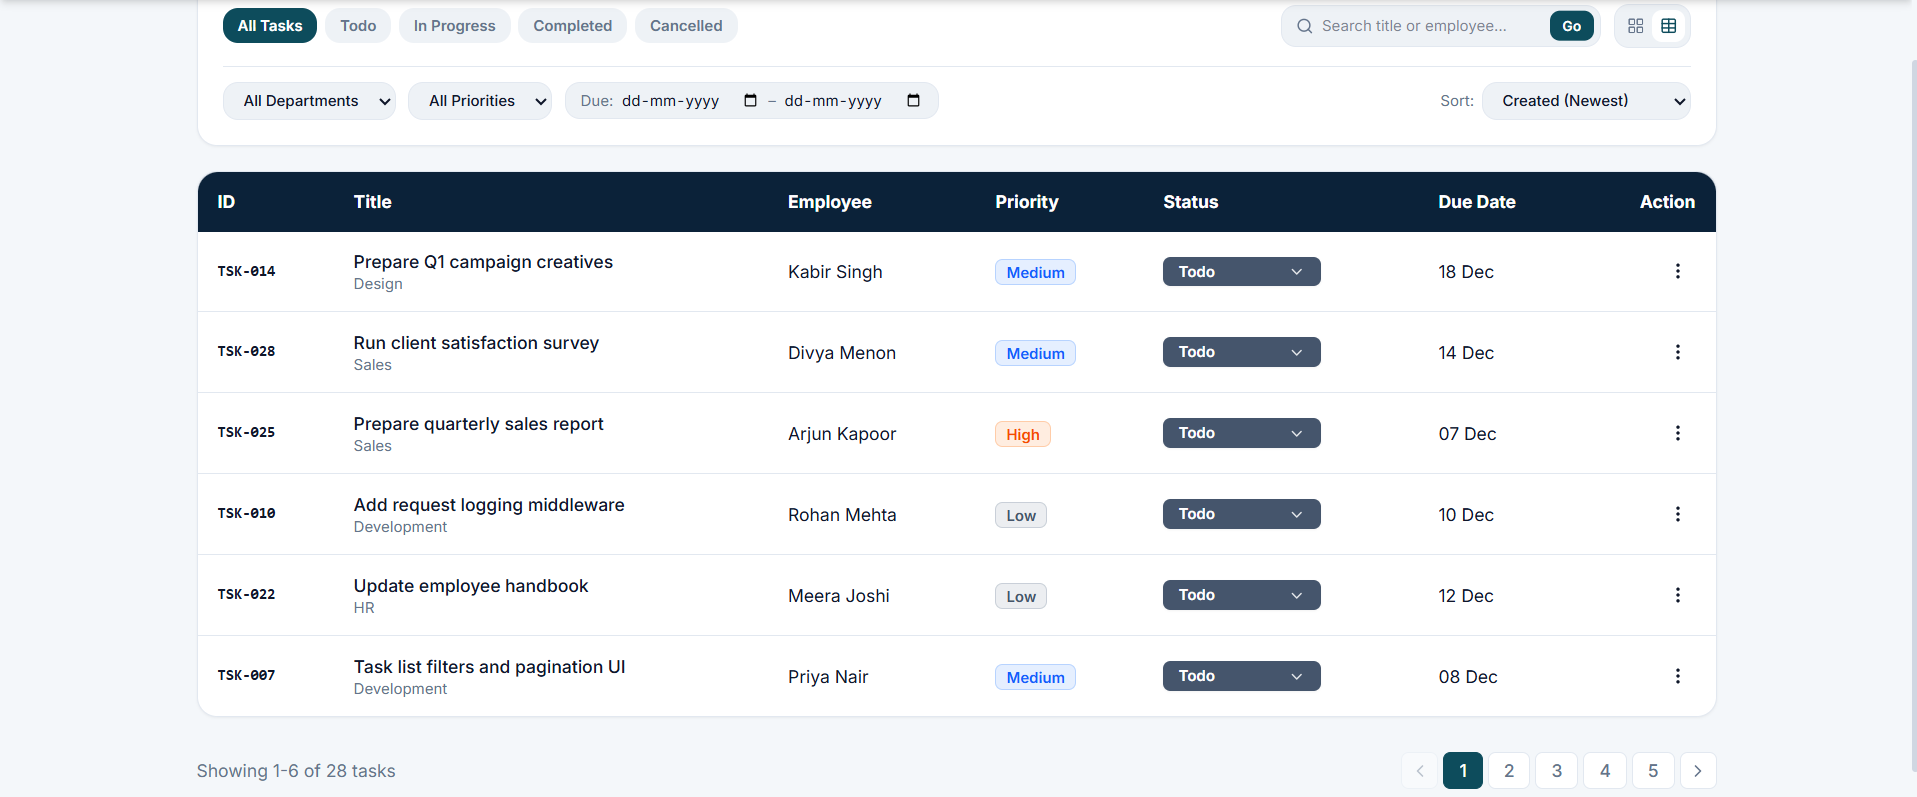 All Tasks Todo In Progress Completed Cancelled Search title or employee... Go
All Departments All Priorities Due: dd-mm-yyyy – dd-mm-yyyy Sort: Created (Newest)
ID Title Employee Priority Status Due Date Action
TSK-014 Prepare Q1 campaign creatives Kabir Singh Medium Todo 18 Dec
Design
TSK-028 Run client satisfaction survey Divya Menon Medium Todo 14 Dec
Sales
TSK-025 Prepare quarterly sales report Arjun Kapoor High Todo 07 Dec
Sales
TSK-010 Add request logging middleware Rohan Mehta Low Todo 10 Dec
Development
TSK-022 Update employee handbook Meera Joshi Low Todo 12 Dec
HR
TSK-007 Task list filters and pagination UI Priya Nair Medium Todo 08 Dec
Development
Showing 1-6 of 28 tasks 1 2 3 4 5